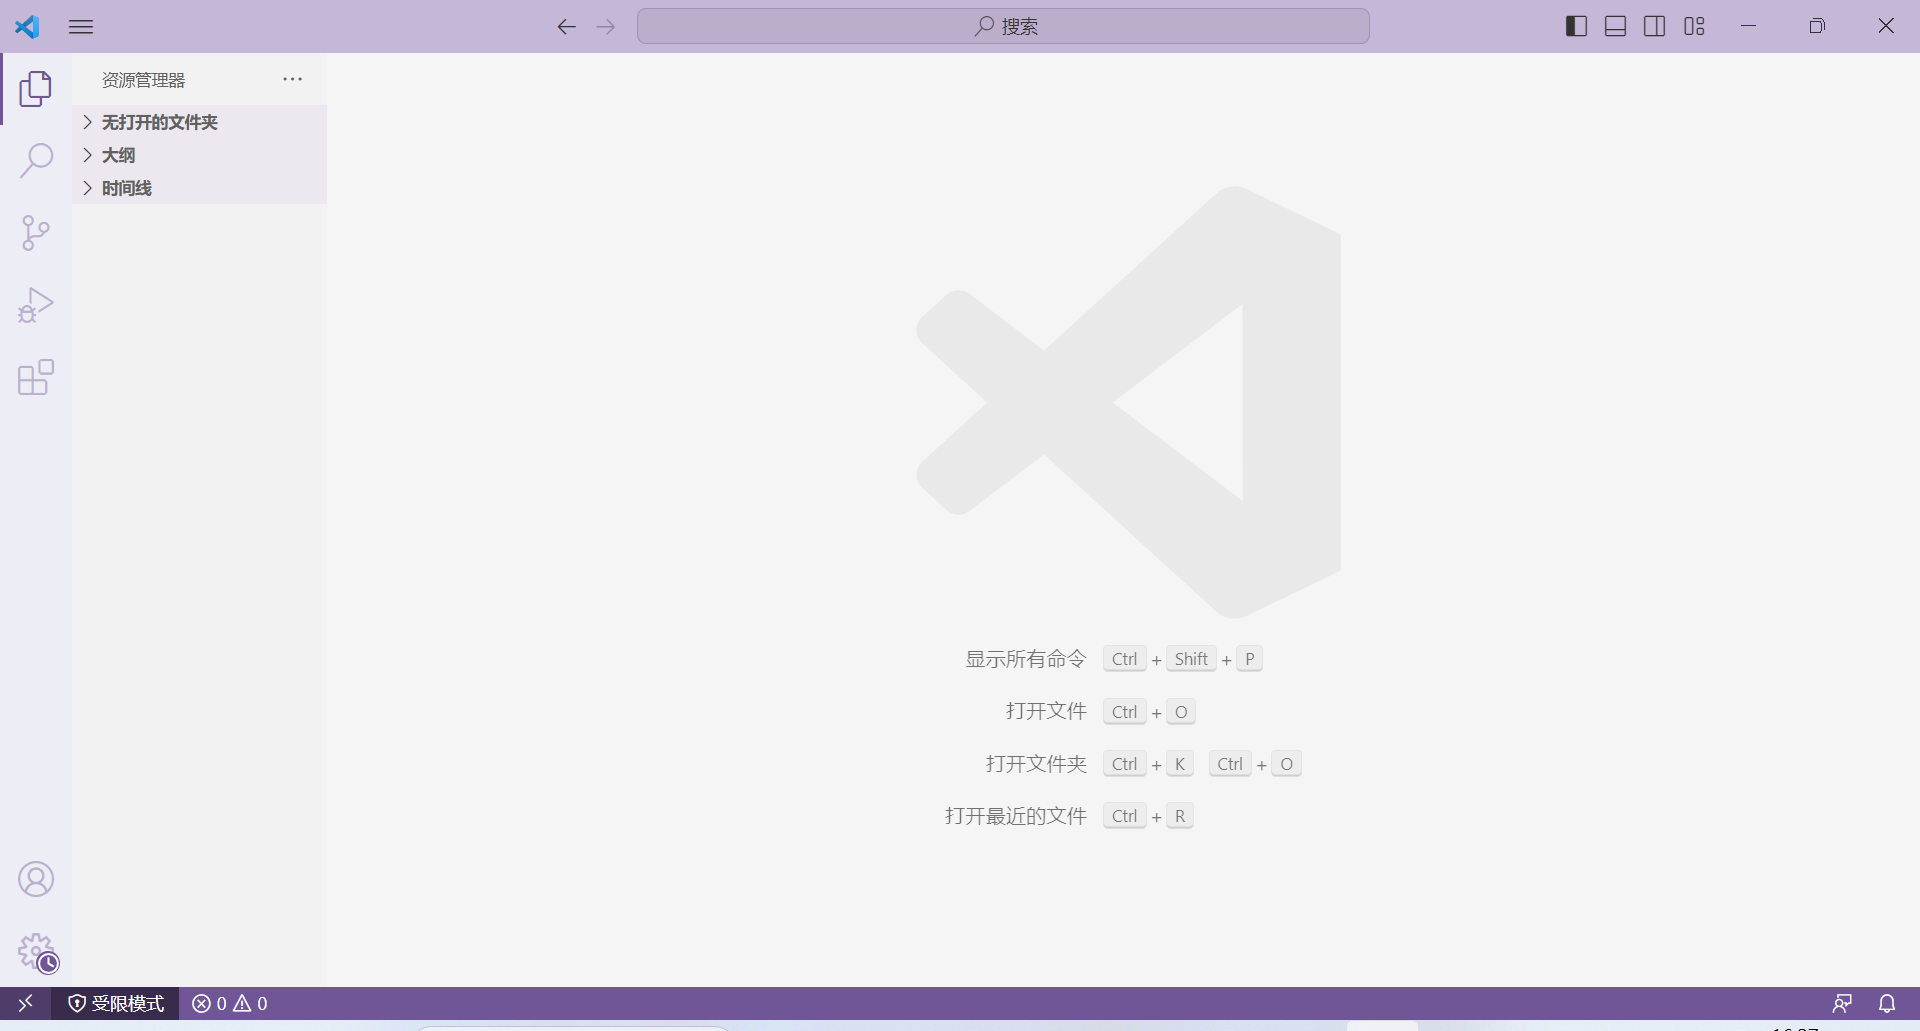 搜索
资源管理器
无打开的文件夹
大纲
时间线
显示所有命令 Ctrl + Shift + P
打开文件 Ctrl + O
打开文件夹 Ctrl + K Ctrl + O
打开最近的文件 Ctrl + R
受限模式 0 0